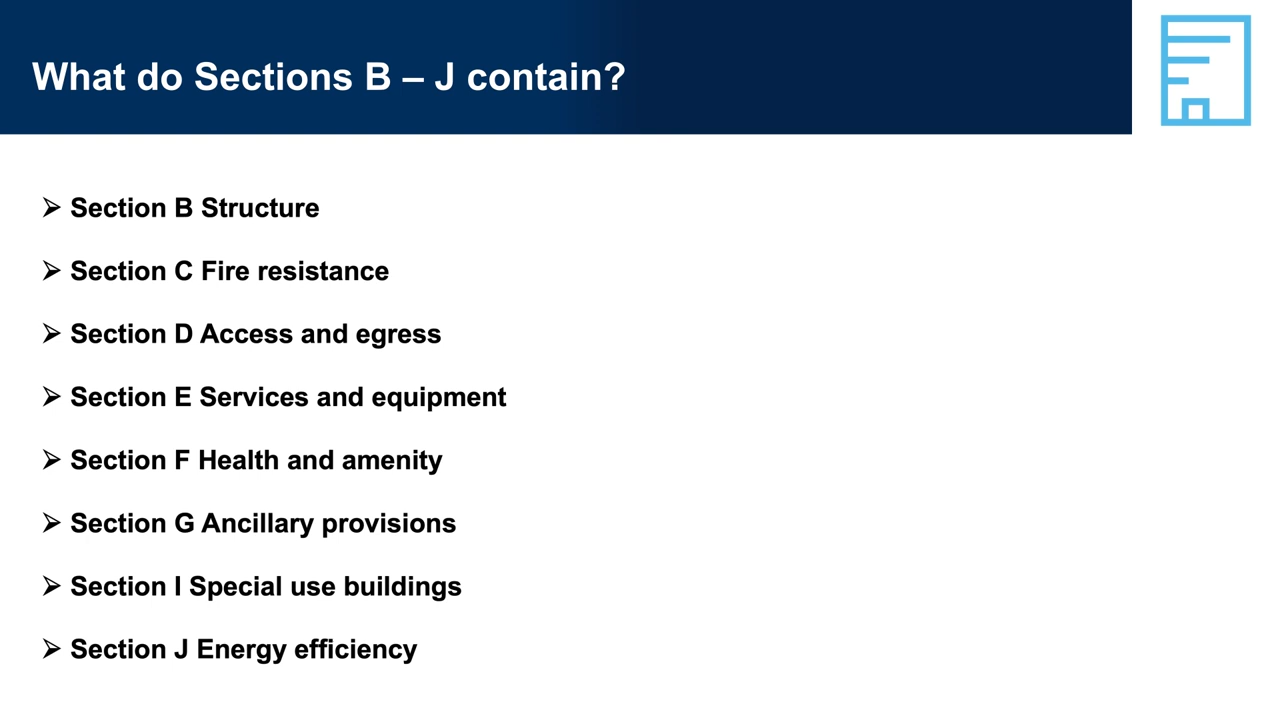 What do Sections B – J contain?
➢ Section B Structure
➢ Section C Fire resistance
➢ Section D Access and egress
➢ Section E Services and equipment
➢ Section F Health and amenity
➢ Section G Ancillary provisions
➢ Section I Special use buildings
➢ Section J Energy efficiency